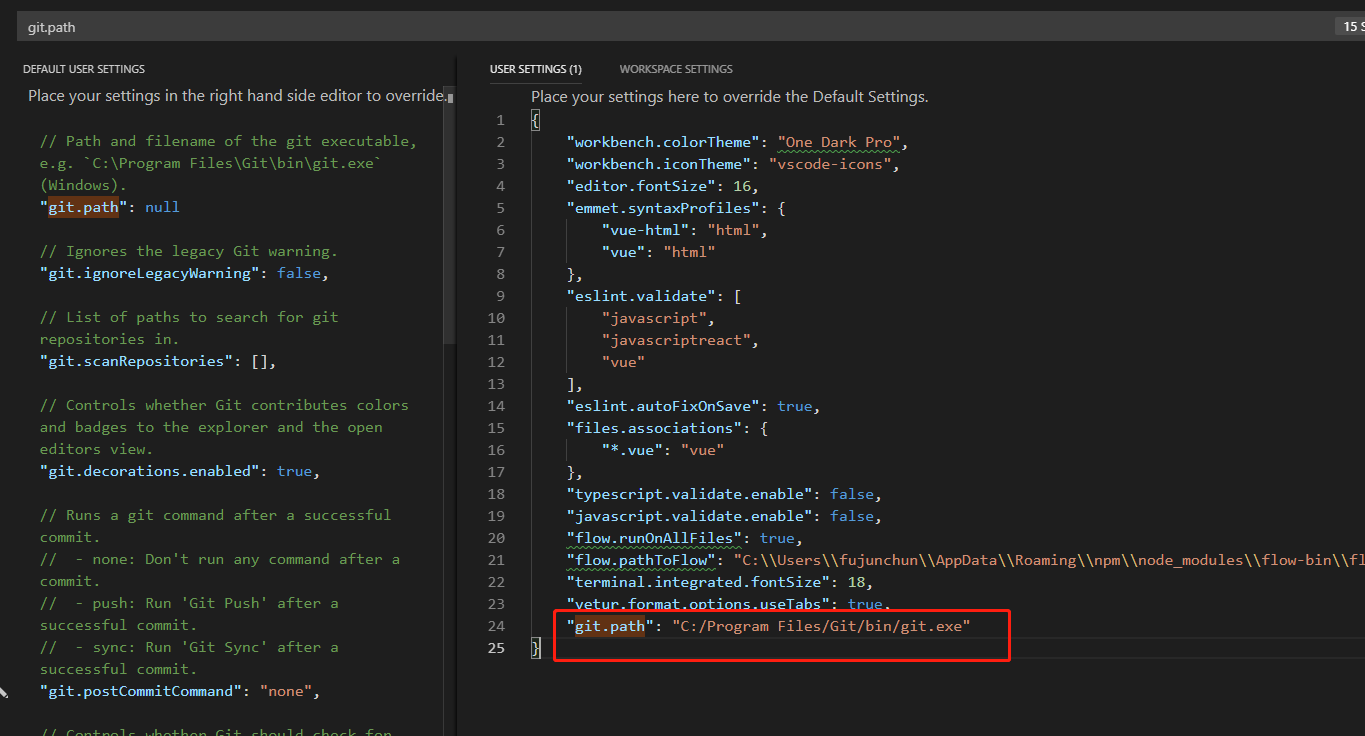 git.path
15 S
DEFAULT USER SETTINGS
Place your settings in the right hand side editor to override.
// Path and filename of the git executable,
e.g. `C:\Program Files\Git\bin\git.exe`
(Windows).
"git.path": null
// Ignores the legacy Git warning.
"git.ignoreLegacyWarning": false,
// List of paths to search for git
repositories in.
"git.scanRepositories": [],
// Controls whether Git contributes colors
and badges to the explorer and the open
editors view.
"git.decorations.enabled": true,
// Runs a git command after a successful
commit.
//  - none: Don't run any command after a
commit.
//  - push: Run 'Git Push' after a
successful commit.
//  - sync: Run 'Git Sync' after a
successful commit.
"git.postCommitCommand": "none",
// Controls whether Git should check for
USER SETTINGS (1)
WORKSPACE SETTINGS
Place your settings here to override the Default Settings.
1 {
2 "workbench.colorTheme": "One Dark Pro",
3 "workbench.iconTheme": "vscode-icons",
4 "editor.fontSize": 16,
5 "emmet.syntaxProfiles": {
6 "vue-html": "html",
7 "vue": "html"
8 },
9 "eslint.validate": [
10 "javascript",
11 "javascriptreact",
12 "vue"
13 ],
14 "eslint.autoFixOnSave": true,
15 "files.associations": {
16 "*.vue": "vue"
17 },
18 "typescript.validate.enable": false,
19 "javascript.validate.enable": false,
20 "flow.runOnAllFiles": true,
21 "flow.pathToFlow": "C:\\Users\\fujunchun\\AppData\\Roaming\\npm\\node_modules\\flow-bin\\fl
22 "terminal.integrated.fontSize": 18,
23 "vetur.format.options.useTabs": true,
24 "git.path": "C:/Program Files/Git/bin/git.exe"
25 }